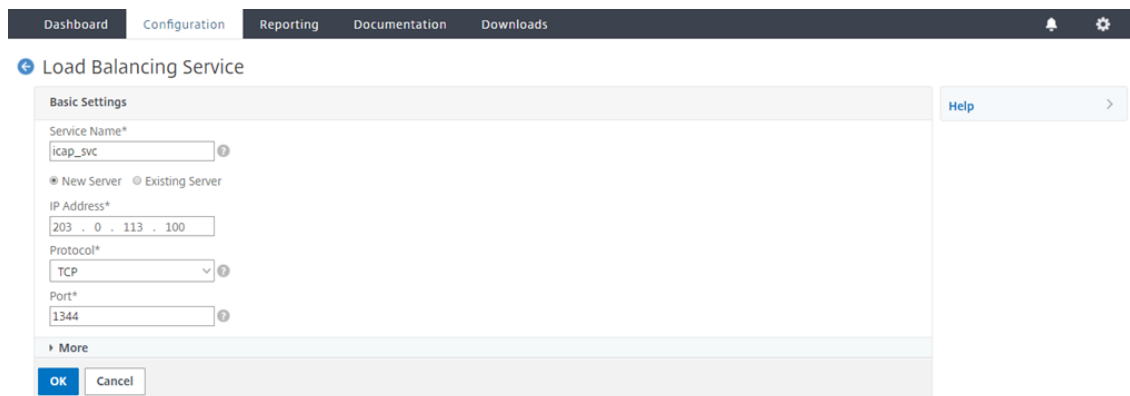 Dashboard Configuration Reporting Documentation Downloads
Load Balancing Service
Basic Settings
Help
Service Name*
icap_svc
New Server Existing Server
IP Address*
203 . 0 . 113 . 100
Protocol*
TCP
Port*
1344
More
OK Cancel